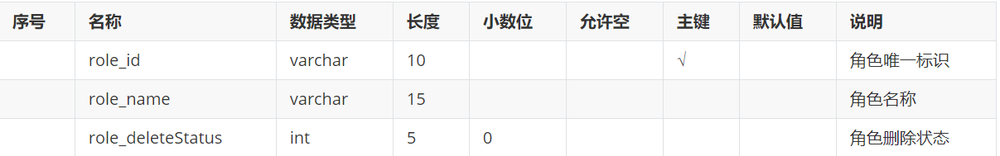 序号 名称 数据类型 长度 小数位 允许空 主键 默认值 说明
role_id varchar 10 √ 角色唯一标识
role_name varchar 15 角色名称
role_deleteStatus int 5 0 角色删除状态